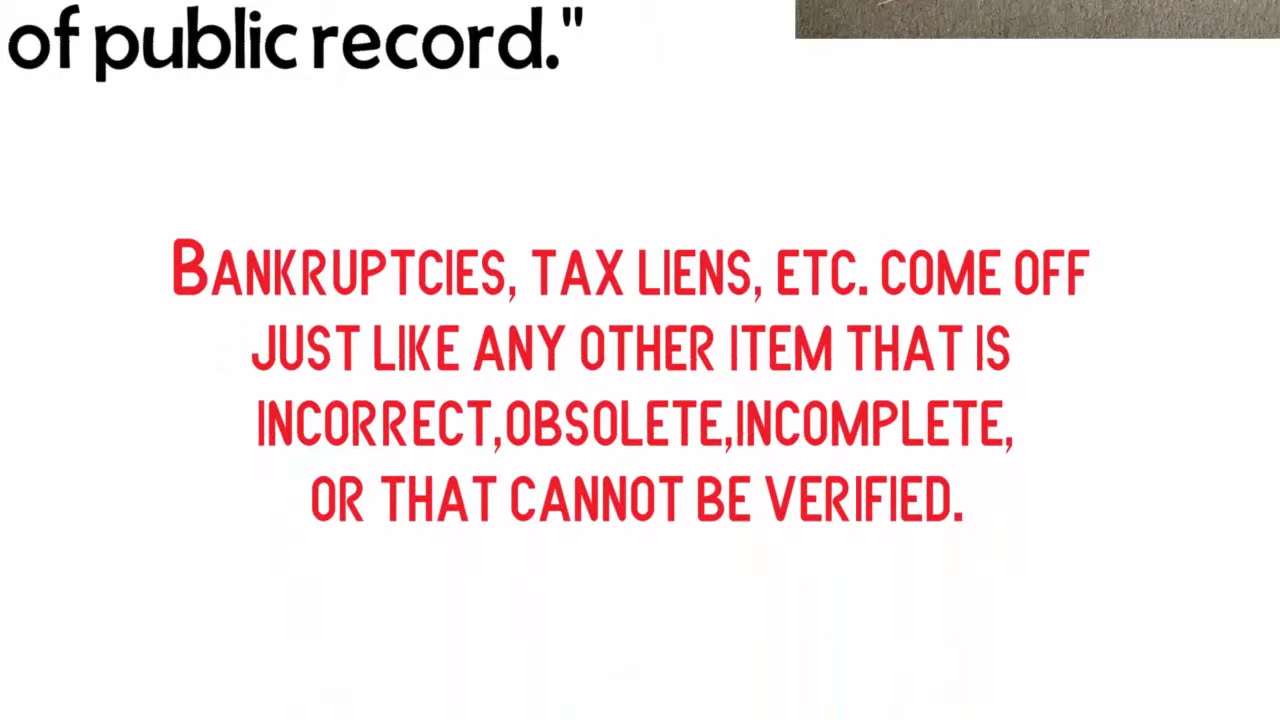 of public record."
BANKRUPTCIES, TAX LIENS, ETC. COME OFF
JUST LIKE ANY OTHER ITEM THAT IS
INCORRECT,OBSOLETE,INCOMPLETE,
OR THAT CANNOT BE VERIFIED.